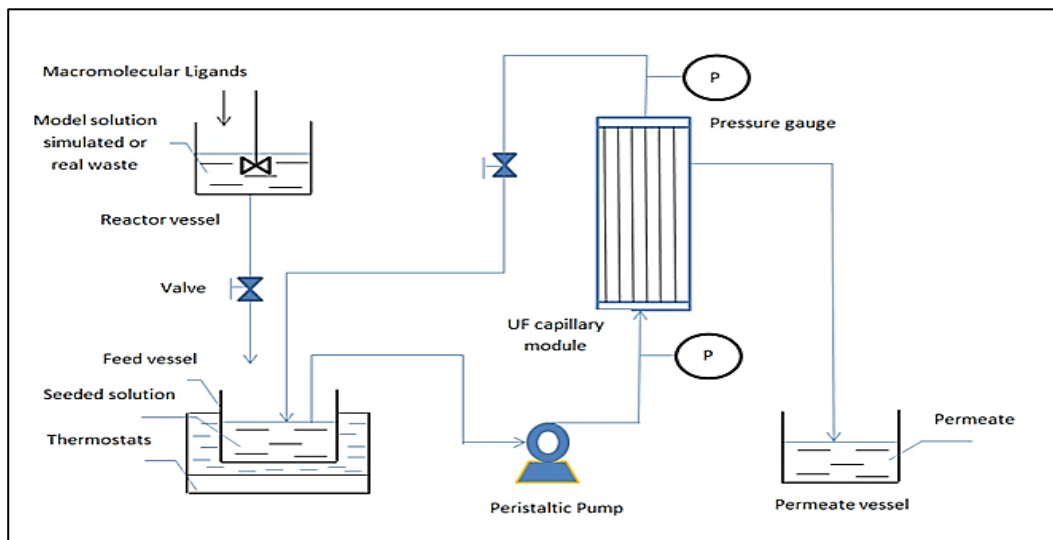 Macromolecular Ligands
Model solution
simulated or
real waste
Reactor vessel
Valve
Feed vessel
Seeded solution
Thermostats
P
Pressure gauge
UF capillary
module
P
Peristaltic Pump
Permeate
Permeate vessel